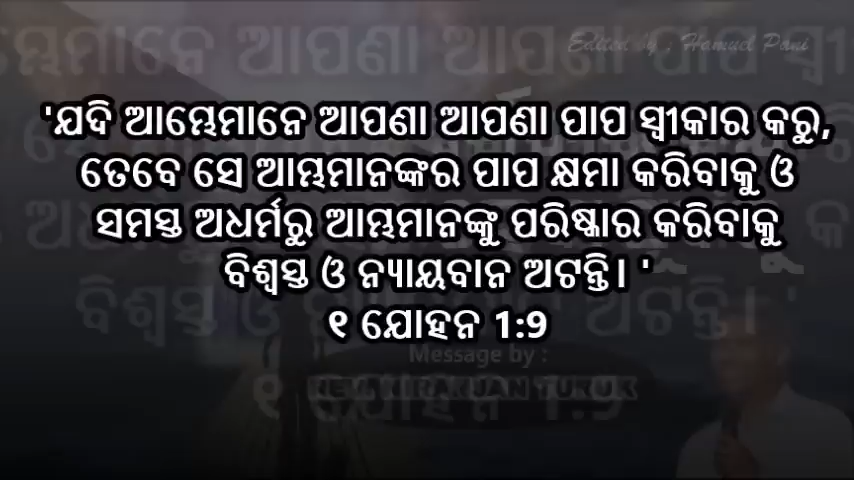 Edited by : Hamuel Pani
'ଯଦି ଆମ୍ଭେମାନେ ଆପଣା ଆପଣା ପାପ ସ୍ୱୀକାର କରୁ,
ତେବେ ସେ ଆମ୍ଭମାନଙ୍କର ପାପ କ୍ଷମା କରିବାକୁ ଓ
ସମସ୍ତ ଅଧର୍ମରୁ ଆମ୍ଭମାନଙ୍କୁ ପରିଷ୍କାର କରିବାକୁ
ବିଶ୍ୱସ୍ତ ଓ ନ୍ୟାୟବାନ ଅଟନ୍ତି। '
୧ ଯୋହନ 1:9
Message by :